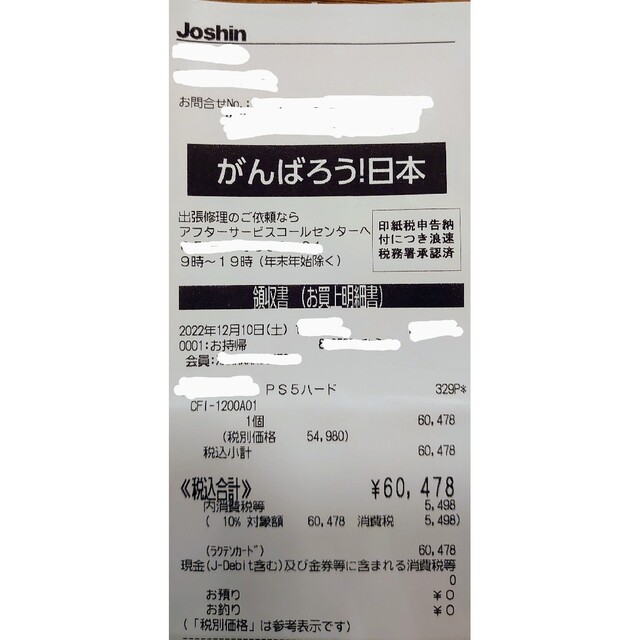 Joshin
お問合せNo.:
がんばろう!日本
出張修理のご依頼なら
アフターサービスコールセンターへ
9時～19時(年末年始除く)
印紙税申告納
付につき浪速
税務署承認済
領収書 (お買上明細書)
2022年12月10日(土)
0001:お持帰
会員:
PS5ハード 329P*
CFI-1200A01
1個 60,478
(税別価格 54,980)
税込小計 60,478
《税込合計》 ¥60,478
内消費税等 5,498
( 10% 対象額 60,478 消費税 5,498)
(ラクテンカード) 60,478
現金(J-Debit含む)及び金券等に含まれる消費税等
0
お預り ¥0
お釣り ¥0
(「税別価格」は参考表示です)